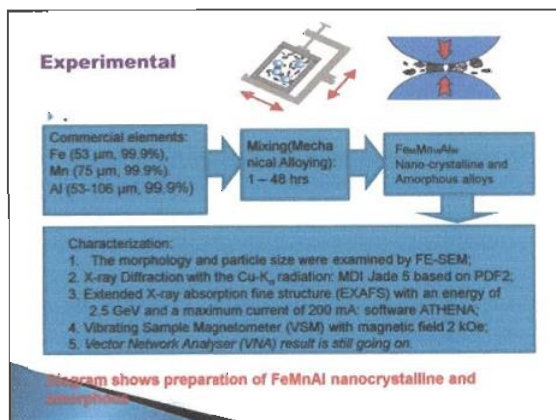 Experimental
Commercial elements:
Fe (53 µm, 99.9%),
Mn (75 µm, 99.9%.
Al (53-106 µm, 99.9%)
Mixing(Mecha
nical Alloying):
1 – 48 hrs
Nano-crystalline and
Amorphous alloys
Characterization:
1. The morphology and particle size were examined by FE-SEM;
2. X-ray Diffraction with the Cu-Kα radiation: MDI Jade 5 based on PDF2;
3. Extended X-ray absorption fine structure (EXAFS) with an energy of
2.5 GeV and a maximum current of 200 mA: software ATHENA;
4. Vibrating Sample Magnetometer (VSM) with magnetic field 2 kOe;
5. Vector Network Analyser (VNA) result is still going on.
Diagram shows preparation of FeMnAl nanocrystalline and
amorphous